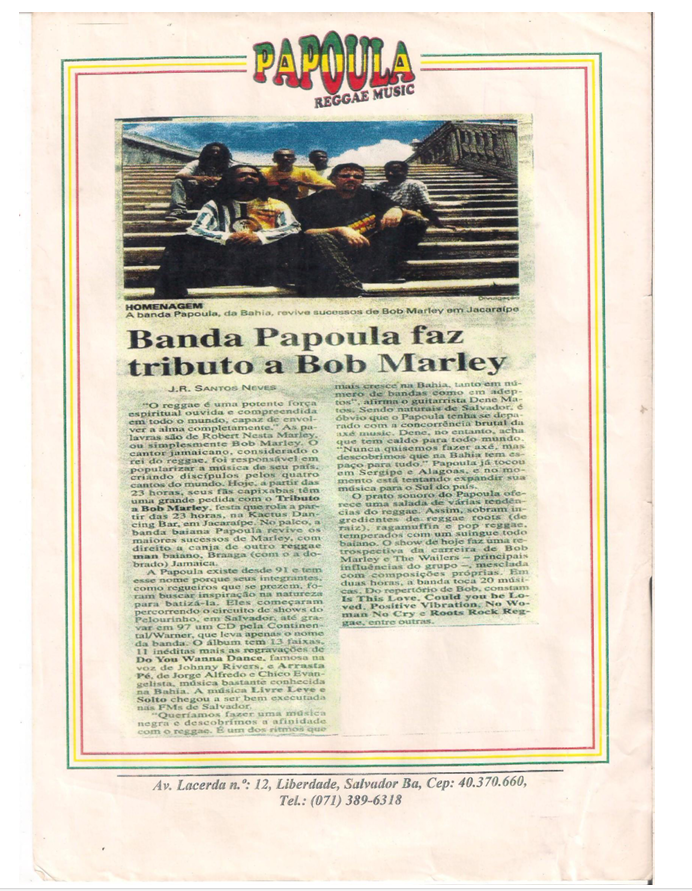 PAPOULA
REGGAE MUSIC
Divulgação
HOMENAGEM
A banda Papoula, da Bahia, revive sucessos de Bob Marley em Jacaraípe
Banda Papoula faz
tributo a Bob Marley
J.R. SANTOS NEVES
"O reggae é uma potente força
espiritual ouvida e compreendida
em todo o mundo, capaz de envol-
ver a alma completamente." As pa-
lavras são de Robert Nesta Marley,
ou simplesmente Bob Marley. O
cantor jamaicano, considerado o
rei do reggae, foi responsável em
popularizar a música de seu país,
criando discípulos pelos quatro
cantos do mundo. Hoje, a partir das
23 horas, seus fãs capixabas têm
uma grande pedida com o Tributo
a Bob Marley, festa que rola a par-
tir das 23 horas, na Kactus Dan-
cing Bar, em Jacaraípe. No palco, a
banda baiana Papoula revive os
maiores sucessos de Marley, com
direito a canja de outro reggae
man baiano, Braaga (com o a do-
brado) Jamaica.
A Papoula existe desde 91 e tem
esse nome porque seus integrantes,
como regueiros que se prezem, fo-
ram buscar inspiração na natureza
para batizá-la. Eles começaram
percorrendo o circuito de shows do
Pelourinho, em Salvador, até gra-
var em 97 um CD pela Continen-
tal/Warner, que leva apenas o nome
da banda. O álbum tem 13 faixas,
11 inéditas mais as regravações de
Do You Wanna Dance, famosa na
voz de Johnny Rivers, e Arrasta
Pé, de Jorge Alfredo e Chico Evan-
gelista, música bastante conhecida
na Bahia. A música Livre Leve e
Solto chegou a ser bem executada
nas FMs de Salvador.
"Queríamos fazer uma música
negra e descobrimos a afinidade
com o reggae. É um dos ritmos que
mais cresce na Bahia, tanto em nú-
mero de bandas como em adep-
tos", afirma o guitarrista Dene Ma-
tos. Sendo naturais de Salvador, é
óbvio que o Papoula tenha se depa-
rado com a concorrência brutal da
axé music. Dene, no entanto, acha
que tem caldo para todo mundo.
"Nunca quisemos fazer axé, mas
descobrimos que na Bahia tem es-
paço para tudo." Papoula já tocou
em Sergipe e Alagoas, e no mo-
mento está tentando expandir sua
música para o Sul do país.
O prato sonoro do Papoula ofe-
rece uma salada de várias tendên-
cias do reggae. Assim, sobram in-
gredientes de reggae roots (de
raiz), ragamuffin e pop reggae,
temperados com um suingue todo
baiano. O show de hoje faz uma re-
trospectiva da carreira de Bob
Marley e The Wailers – principais
influências do grupo –, mesclada
com composições próprias. Em
duas horas, a banda toca 20 músi-
cas. Do repertório de Bob, constam
Is This Love, Could you be Lo-
ved, Positive Vibration, No Wo-
man No Cry e Roots Rock Reg-
gae, entre outras.
Av. Lacerda n.º: 12, Liberdade, Salvador Ba, Cep: 40.370.660,
Tel.: (071) 389-6318